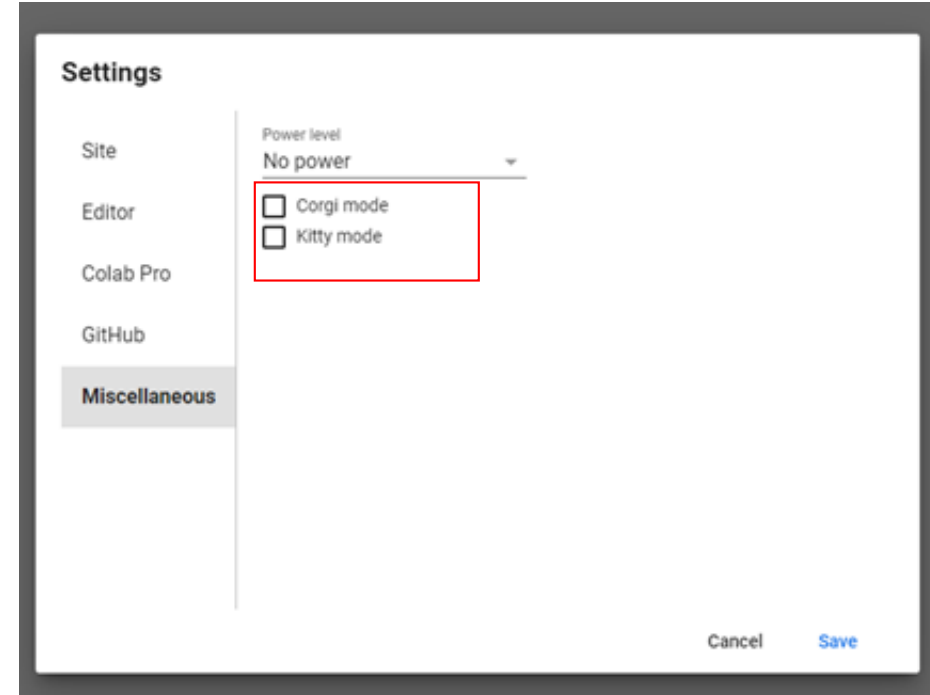 Settings
Site
Editor
Colab Pro
GitHub
Miscellaneous
Power level
No power
Corgi mode
Kitty mode
Cancel
Save